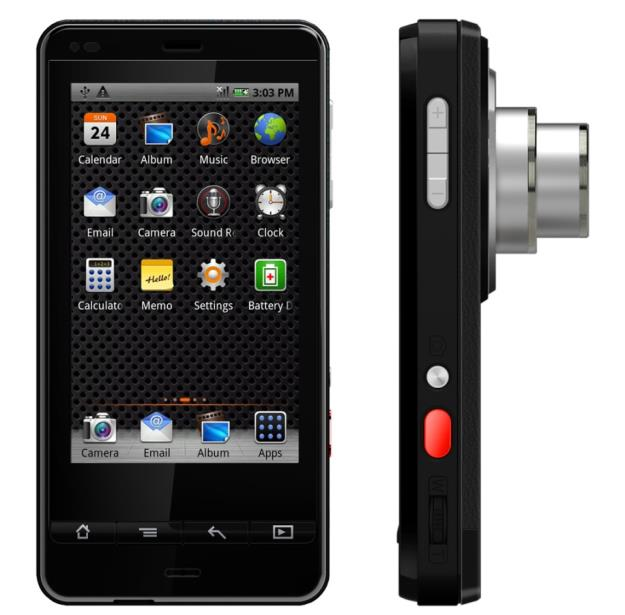 3:03 PM
SUN
24
Calendar Album Music Browser
@
Email Camera Sound R Clock
Hello!
Calculato Memo Settings Battery D
@
Camera Email Album Apps
+
−
W
T